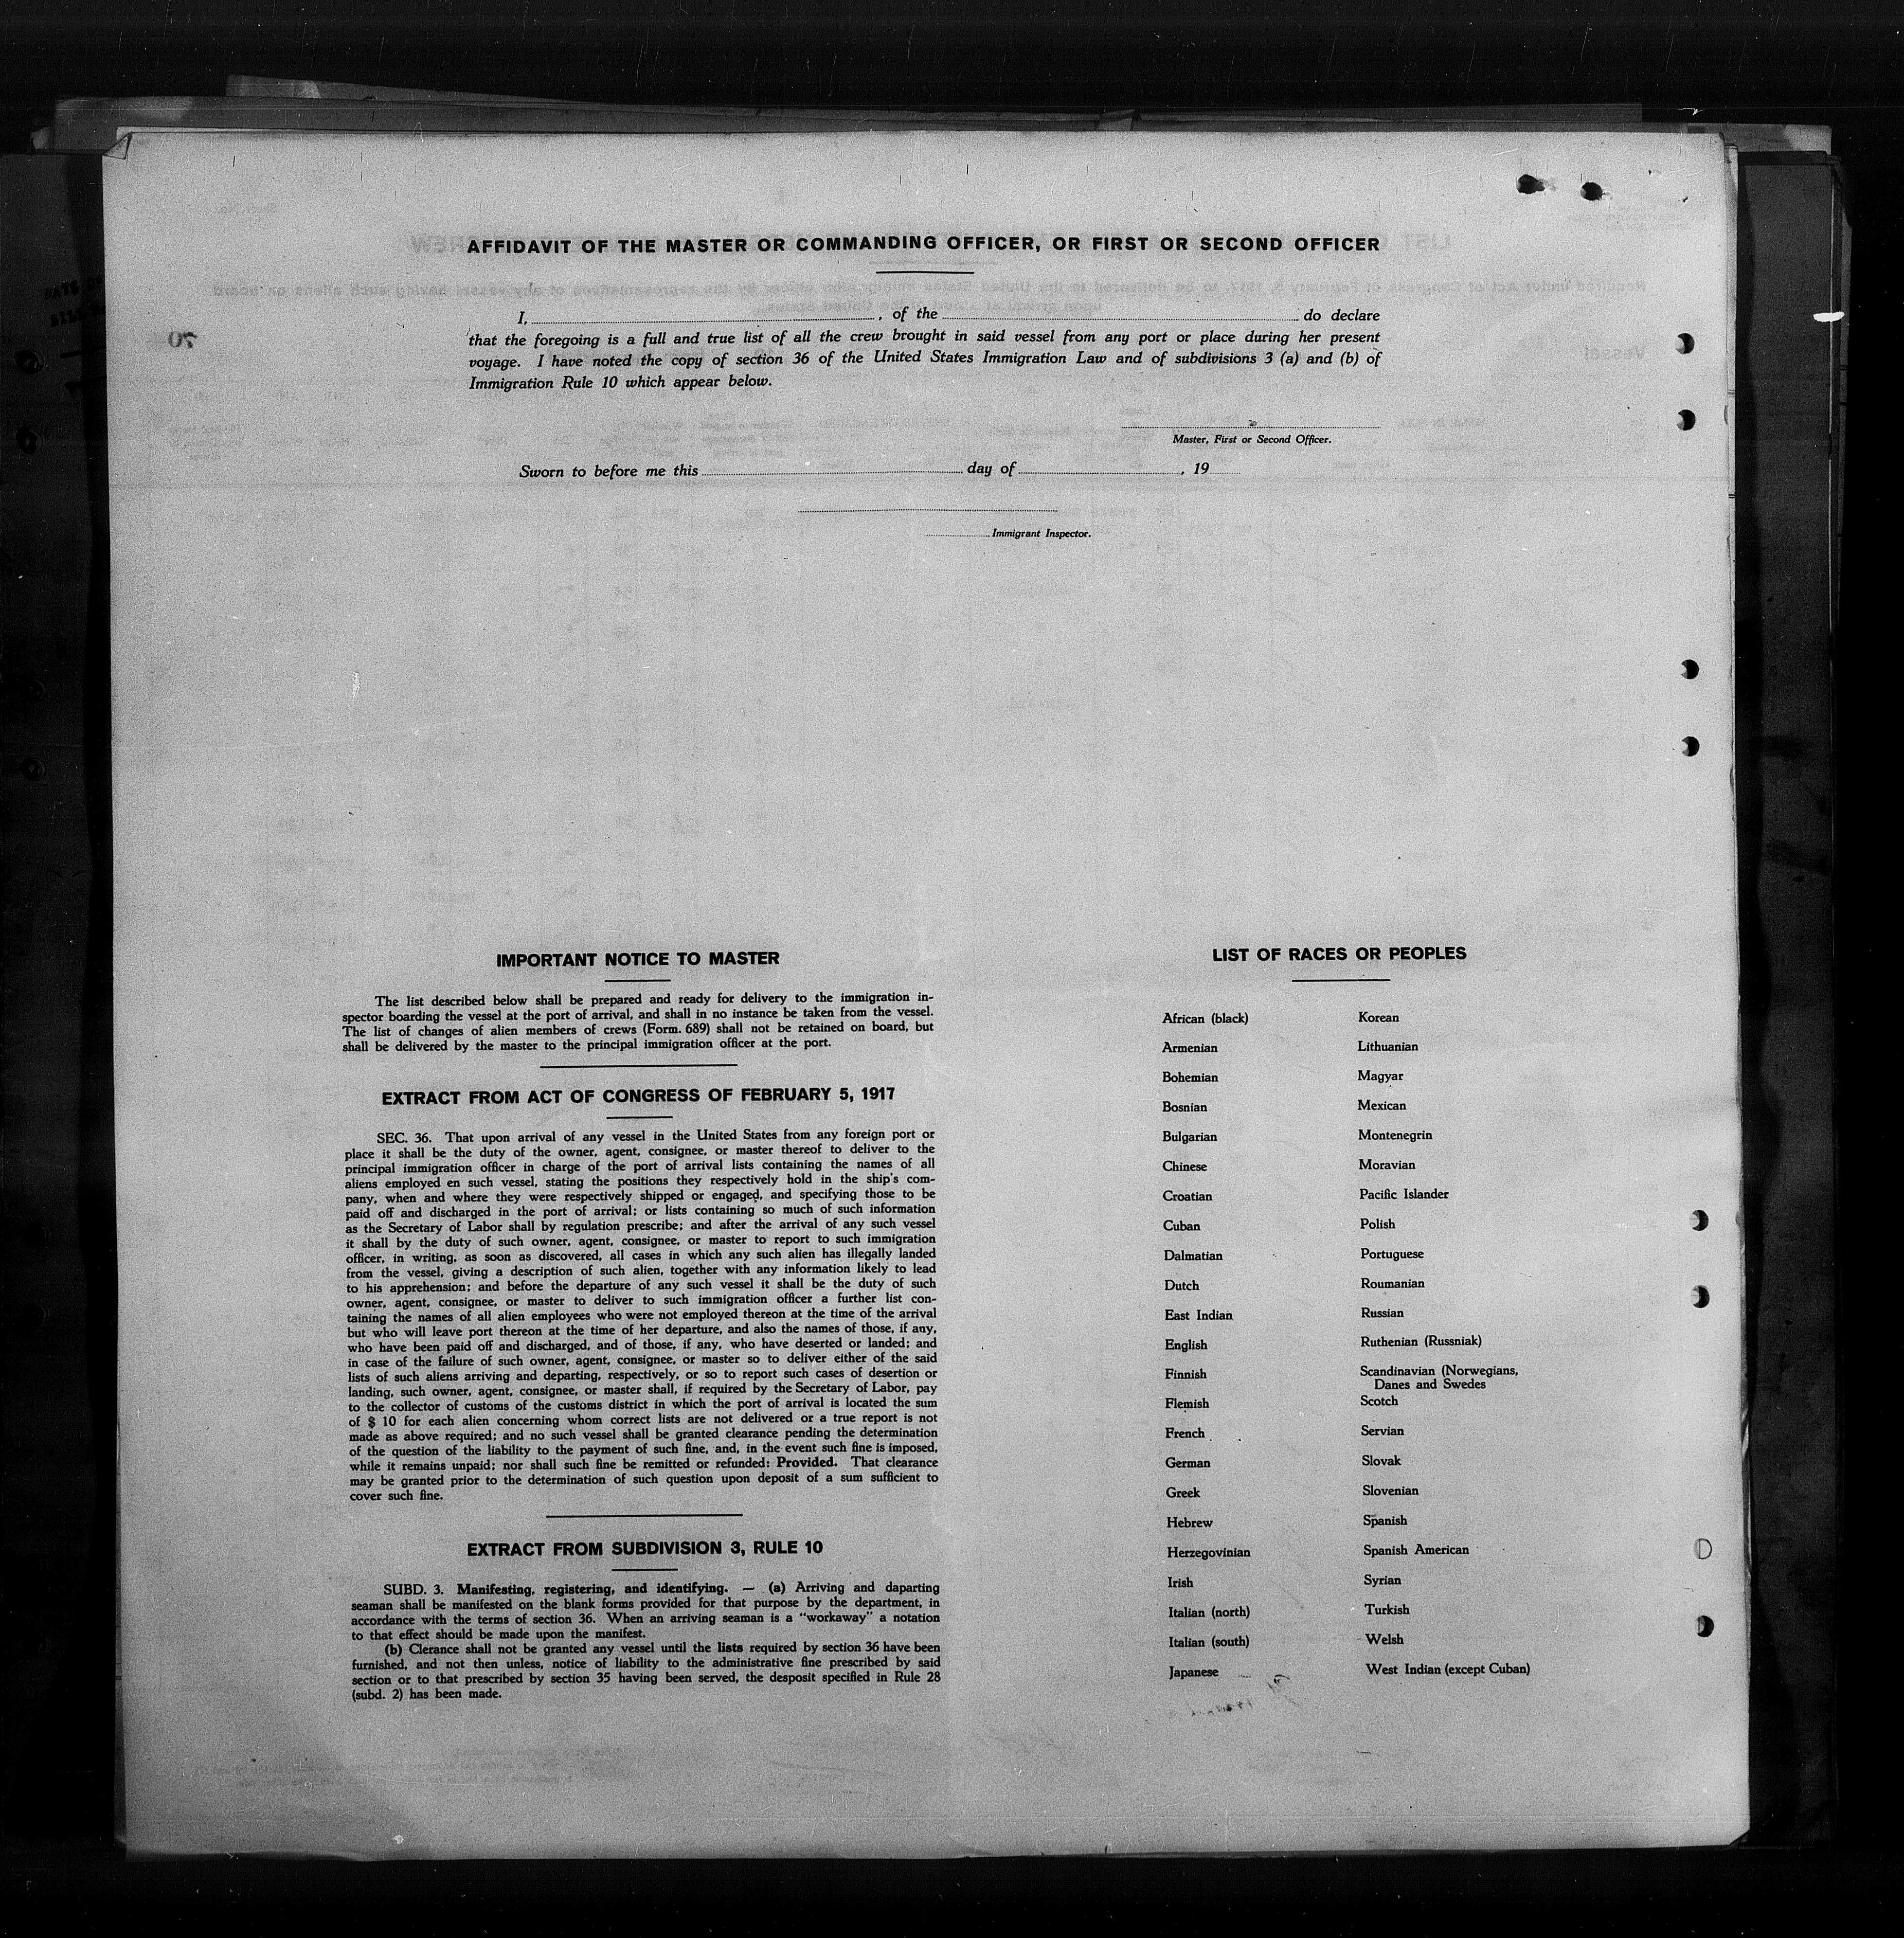 AFFIDAVIT OF THE MASTER OR COMMANDING OFFICER, OR FIRST OR SECOND OFFICER
I, , of the do declare
that the foregoing is a full and true list of all the crew brought in said vessel from any port or place during her present
voyage. I have noted the copy of section 36 of the United States Immigration Law and of subdivisions 3 (a) and (b) of
Immigration Rule 10 which appear below.
Master, First or Second Officer.
Sworn to before me this day of , 19
Immigrant Inspector.
IMPORTANT NOTICE TO MASTER
The list described below shall be prepared and ready for delivery to the immigration in-
spector boarding the vessel at the port of arrival, and shall in no instance be taken from the vessel.
The list of changes of alien members of crews (Form. 689) shall not be retained on board, but
shall be delivered by the master to the principal immigration officer at the port.
EXTRACT FROM ACT OF CONGRESS OF FEBRUARY 5, 1917
SEC. 36. That upon arrival of any vessel in the United States from any foreign port or
place it shall be the duty of the owner, agent, consignee, or master thereof to deliver to the
principal immigration officer in charge of the port of arrival lists containing the names of all
aliens employed en such vessel, stating the positions they respectively hold in the ship's com-
pany, when and where they were respectively shipped or engaged, and specifying those to be
paid off and discharged in the port of arrival; or lists containing so much of such information
as the Secretary of Labor shall by regulation prescribe; and after the arrival of any such vessel
it shall by the duty of such owner, agent, consignee, or master to report to such immigration
officer, in writing, as soon as discovered, all cases in which any such alien has illegally landed
from the vessel, giving a description of such alien, together with any information likely to lead
to his apprehension; and before the departure of any such vessel it shall be the duty of such
owner, agent, consignee, or master to deliver to such immigration officer a further list con-
taining the names of all alien employees who were not employed thereon at the time of the arrival
but who will leave port thereon at the time of her departure, and also the names of those, if any,
who have been paid off and discharged, and of those, if any, who have deserted or landed; and
in case of the failure of such owner, agent, consignee, or master so to deliver either of the said
lists of such aliens arriving and departing, respectively, or so to report such cases of desertion or
landing, such owner, agent, consignee, or master shall, if required by the Secretary of Labor, pay
to the collector of customs of the customs district in which the port of arrival is located the sum
of $ 10 for each alien concerning whom correct lists are not delivered or a true report is not
made as above required; and no such vessel shall be granted clearance pending the determination
of the question of the liability to the payment of such fine, and, in the event such fine is imposed,
while it remains unpaid; nor shall such fine be remitted or refunded: Provided. That clearance
may be granted prior to the determination of such question upon deposit of a sum sufficient to
cover such fine.
EXTRACT FROM SUBDIVISION 3, RULE 10
SUBD. 3. Manifesting, registering, and identifying. — (a) Arriving and daparting
seaman shall be manifested on the blank forms provided for that purpose by the department, in
accordance with the terms of section 36. When an arriving seaman is a "workaway" a notation
to that effect should be made upon the manifest.
(b) Clerance shall not be granted any vessel until the lists required by section 36 have been
furnished, and not then unless, notice of liability to the administrative fine prescribed by said
section or to that prescribed by section 35 having been served, the desposit specified in Rule 28
(subd. 2) has been made.
LIST OF RACES OR PEOPLES
African (black)
Armenian
Bohemian
Bosnian
Bulgarian
Chinese
Croatian
Cuban
Dalmatian
Dutch
East Indian
English
Finnish
Flemish
French
German
Greek
Hebrew
Herzegovinian
Irish
Italian (north)
Italian (south)
Japanese
Korean
Lithuanian
Magyar
Mexican
Montenegrin
Moravian
Pacific Islander
Polish
Portuguese
Roumanian
Russian
Ruthenian (Russniak)
Scandinavian (Norwegians,
Danes and Swedes
Scotch
Servian
Slovak
Slovenian
Spanish
Spanish American
Syrian
Turkish
Welsh
West Indian (except Cuban)